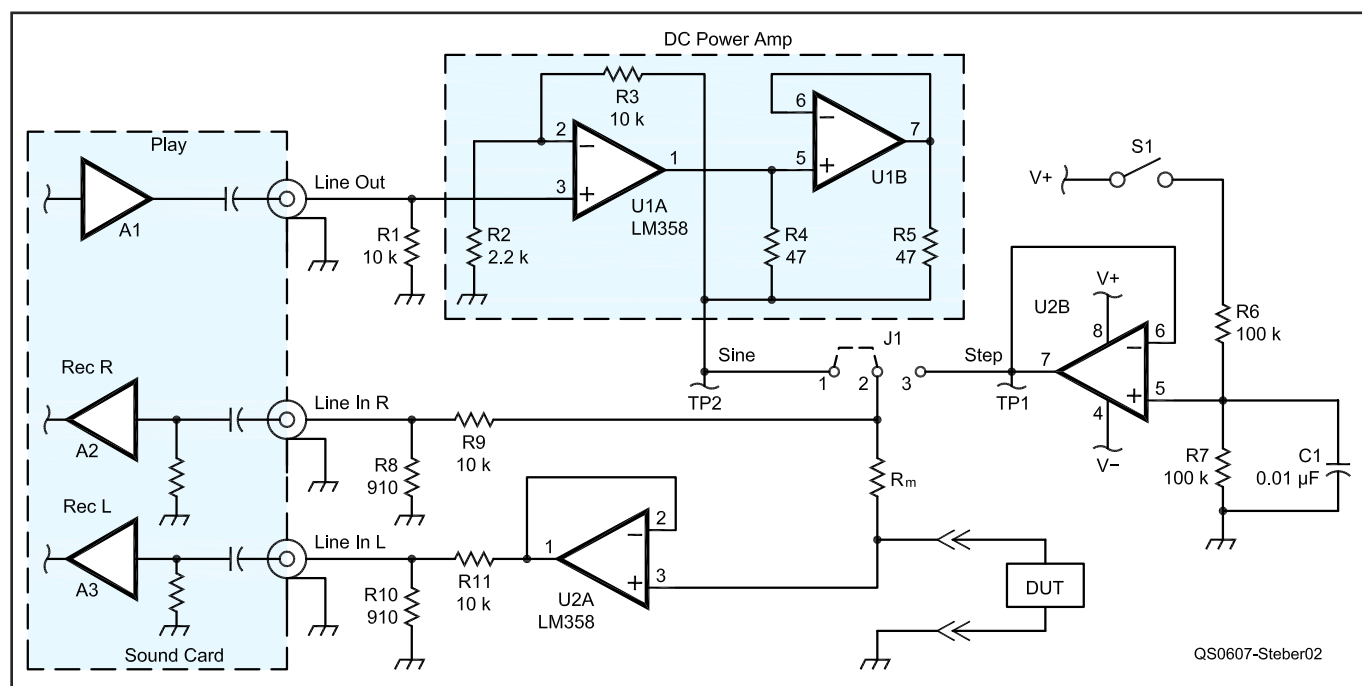 DC Power Amp
Play
A1
Line Out
R1
10 k
R2
2.2 k
R3
10 k
2
3
−
+
1
U1A
LM358
R4
47
6
5
−
+
7
U1B
R5
47
S1
V+
R6
100 k
V+
U2B
8
6
−
7
+
5
4
V−
R7
100 k
C1
0.01 µF
Sine
J1
Step
1
2
3
TP2
TP1
Rec R
A2
Line In R
R9
10 k
R8
910
Rm
Rec L
A3
Line In L
R11
10 k
R10
910
1
2
−
+
3
U2A
LM358
DUT
Sound Card
QS0607-Steber02